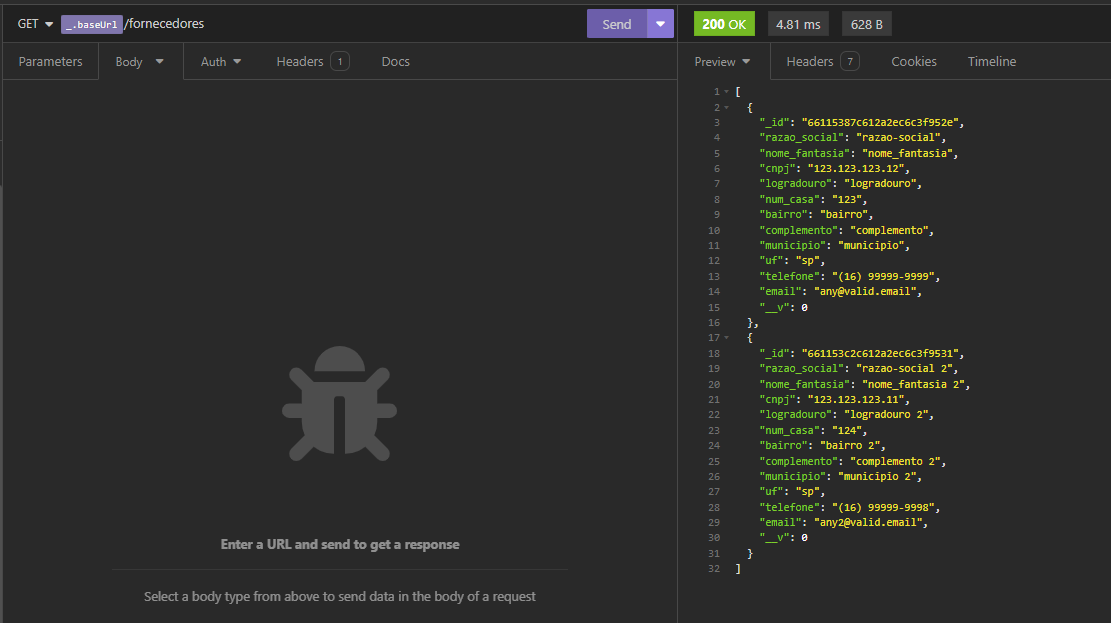 GET _.baseUrl/fornecedores Send
Parameters Body Auth Headers 1 Docs
Enter a URL and send to get a response
Select a body type from above to send data in the body of a request
200 OK 4.81 ms 628 B
Preview Headers 7 Cookies Timeline
1 [
2 {
3 "_id": "66115387c612a2ec6c3f952e",
4 "razao_social": "razao-social",
5 "nome_fantasia": "nome_fantasia",
6 "cnpj": "123.123.123.12",
7 "logradouro": "logradouro",
8 "num_casa": "123",
9 "bairro": "bairro",
10 "complemento": "complemento",
11 "municipio": "municipio",
12 "uf": "sp",
13 "telefone": "(16) 99999-9999",
14 "email": "any@valid.email",
15 "__v": 0
16 },
17 {
18 "_id": "661153c2c612a2ec6c3f9531",
19 "razao_social": "razao-social 2",
20 "nome_fantasia": "nome_fantasia 2",
21 "cnpj": "123.123.123.11",
22 "logradouro": "logradouro 2",
23 "num_casa": "124",
24 "bairro": "bairro 2",
25 "complemento": "complemento 2",
26 "municipio": "municipio 2",
27 "uf": "sp",
28 "telefone": "(16) 99999-9998",
29 "email": "any2@valid.email",
30 "__v": 0
31 }
32 ]